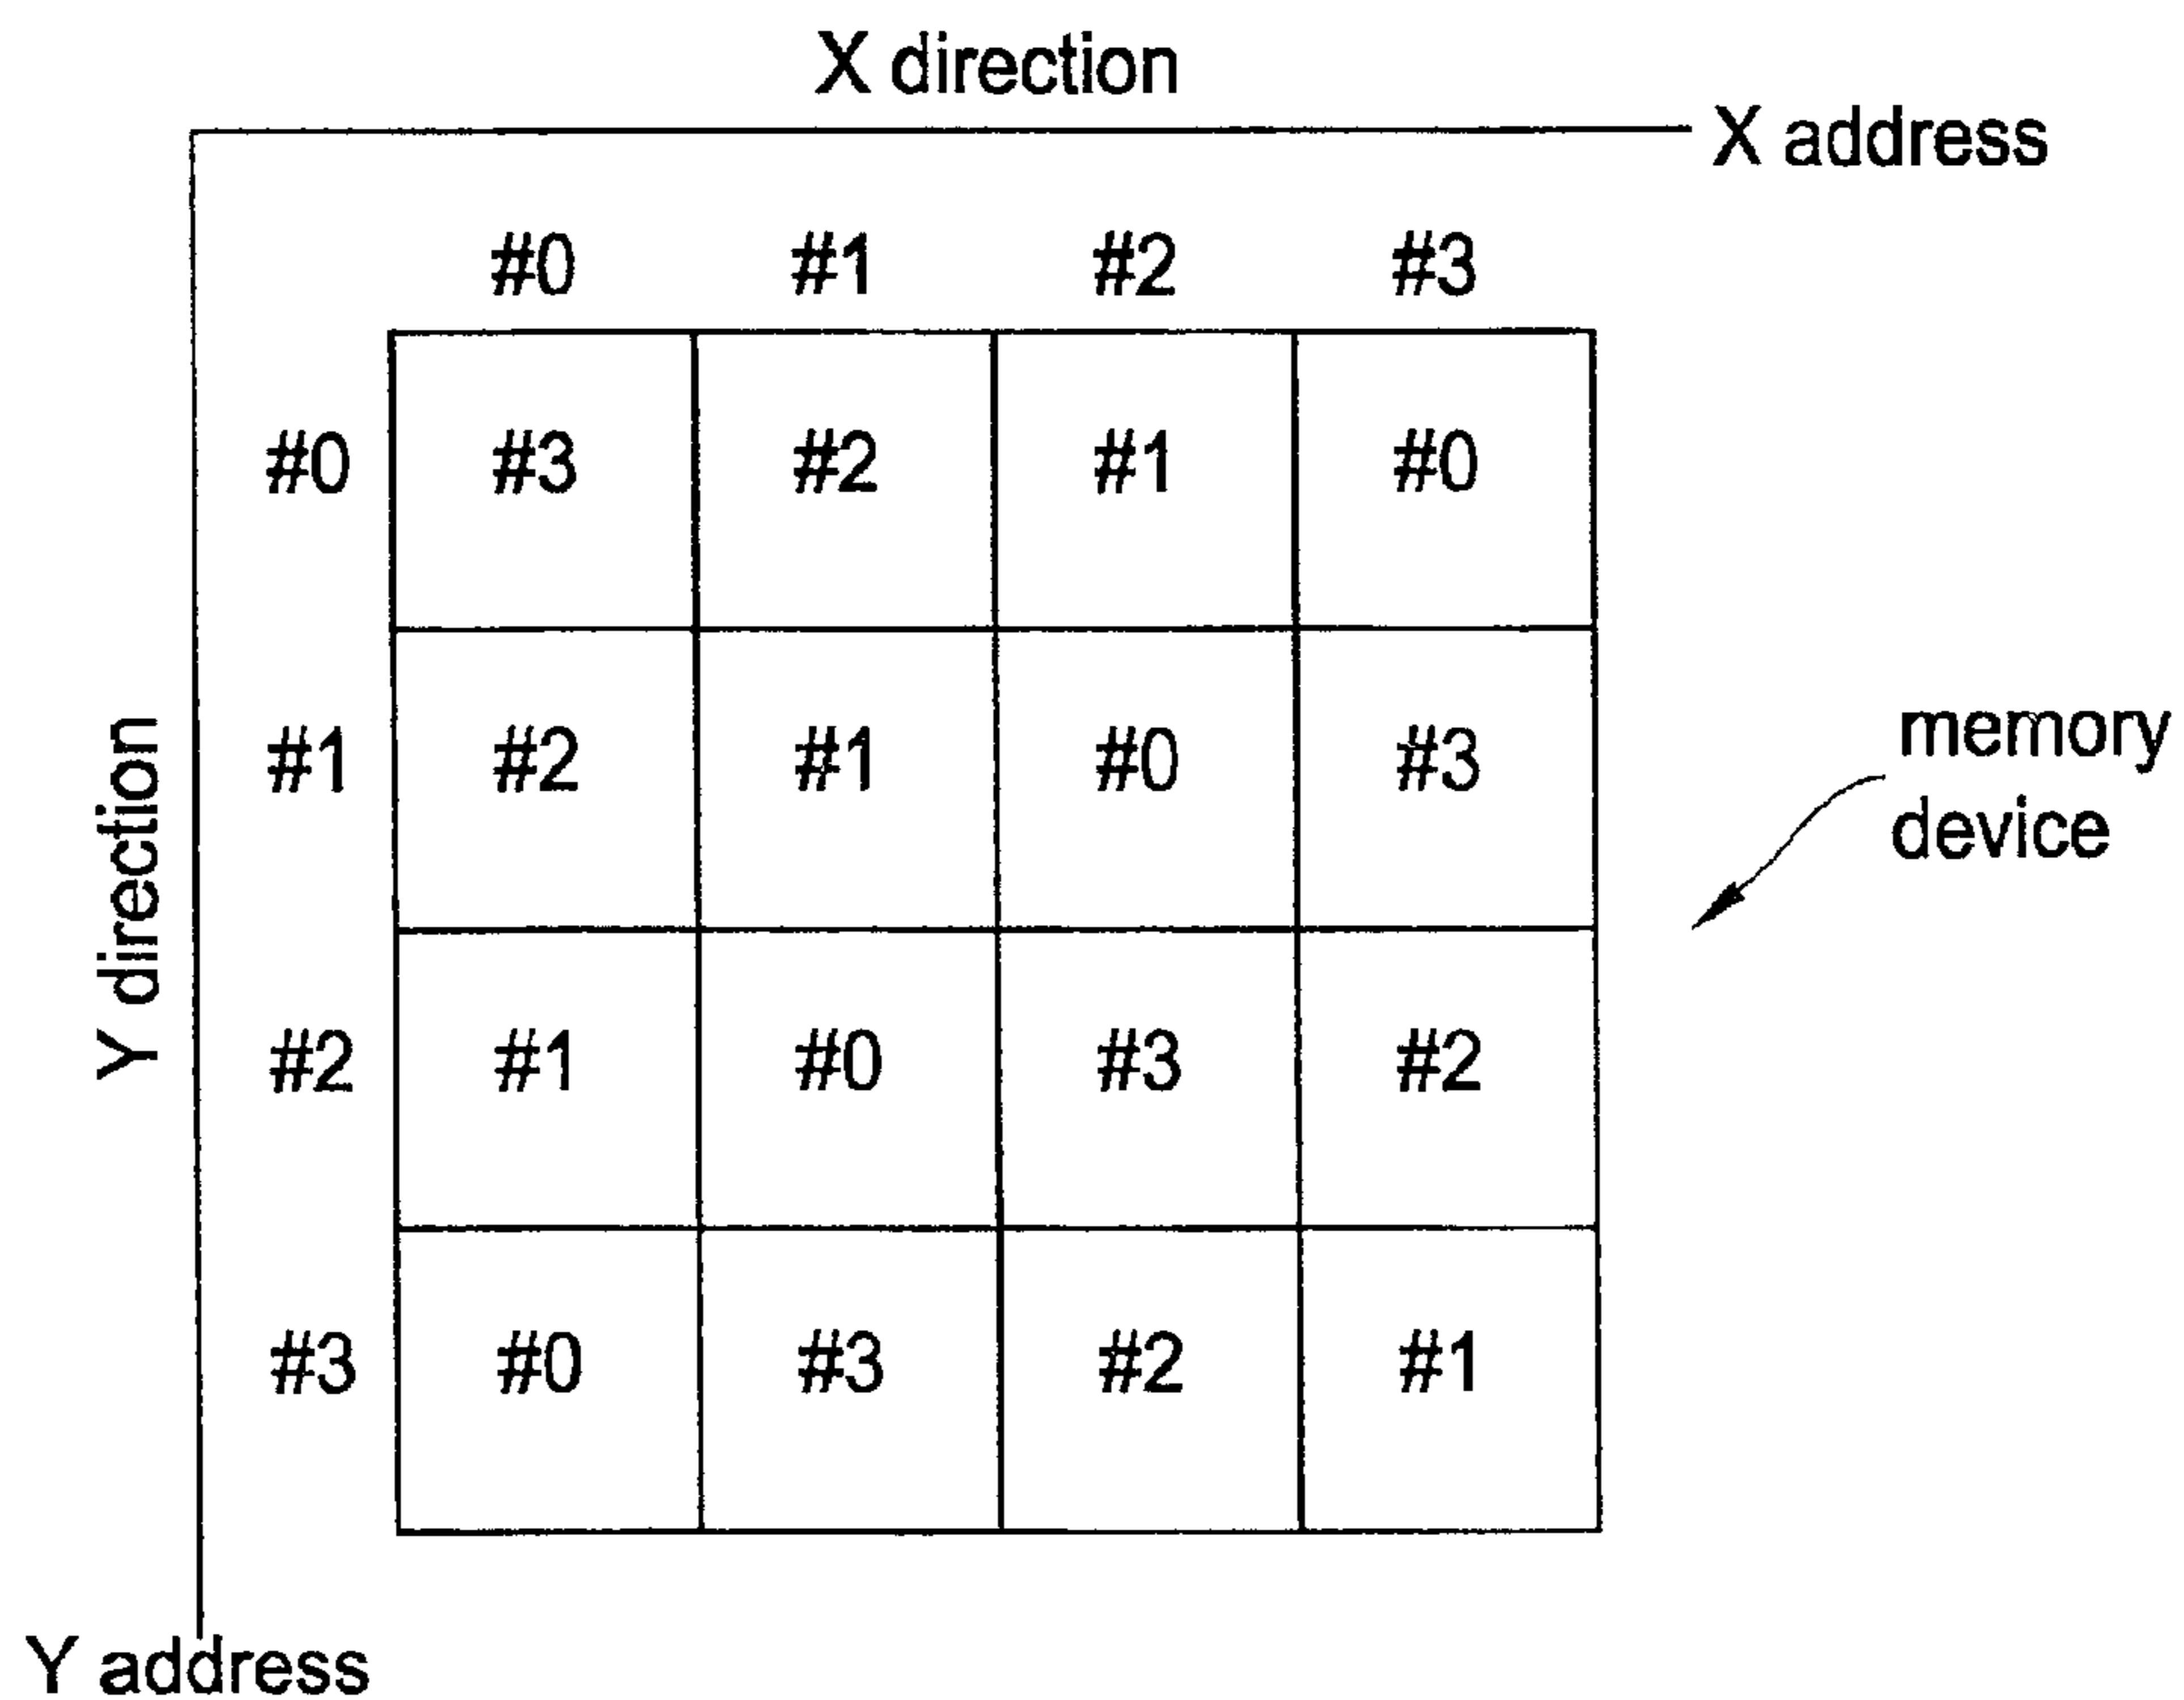 X direction
X address
#0 #1 #2 #3
#0 #3 #2 #1 #0
#1 #2 #1 #0 #3
#2 #1 #0 #3 #2
#3 #0 #3 #2 #1
Y direction
memory
device
Y address